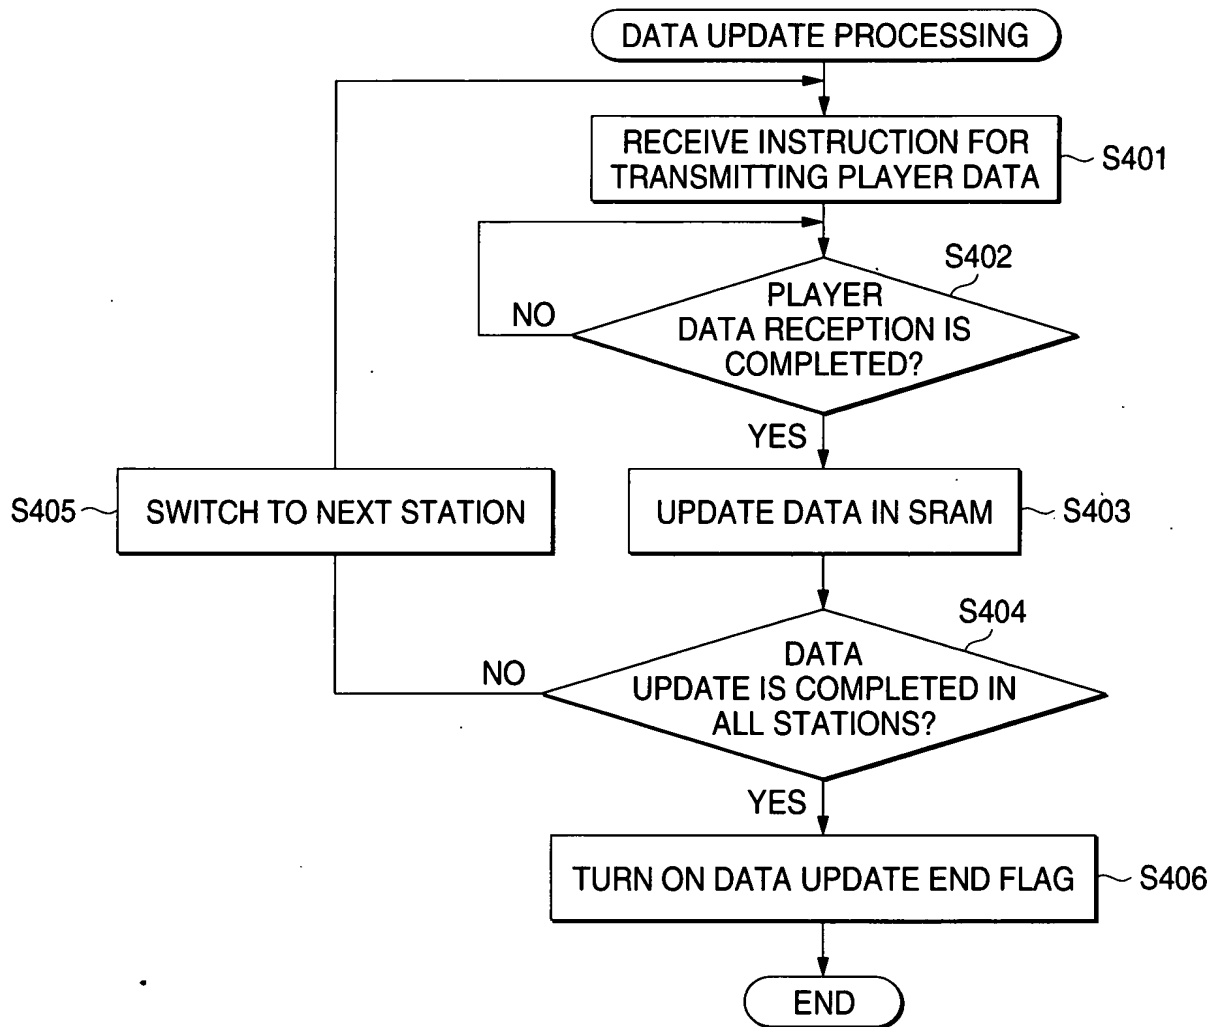 DATA UPDATE PROCESSING
RECEIVE INSTRUCTION FOR
TRANSMITTING PLAYER DATA
S401
S402
PLAYER
DATA RECEPTION IS
COMPLETED?
NO
YES
S405
SWITCH TO NEXT STATION
UPDATE DATA IN SRAM
S403
S404
DATA
UPDATE IS COMPLETED IN
ALL STATIONS?
NO
YES
TURN ON DATA UPDATE END FLAG
S406
END